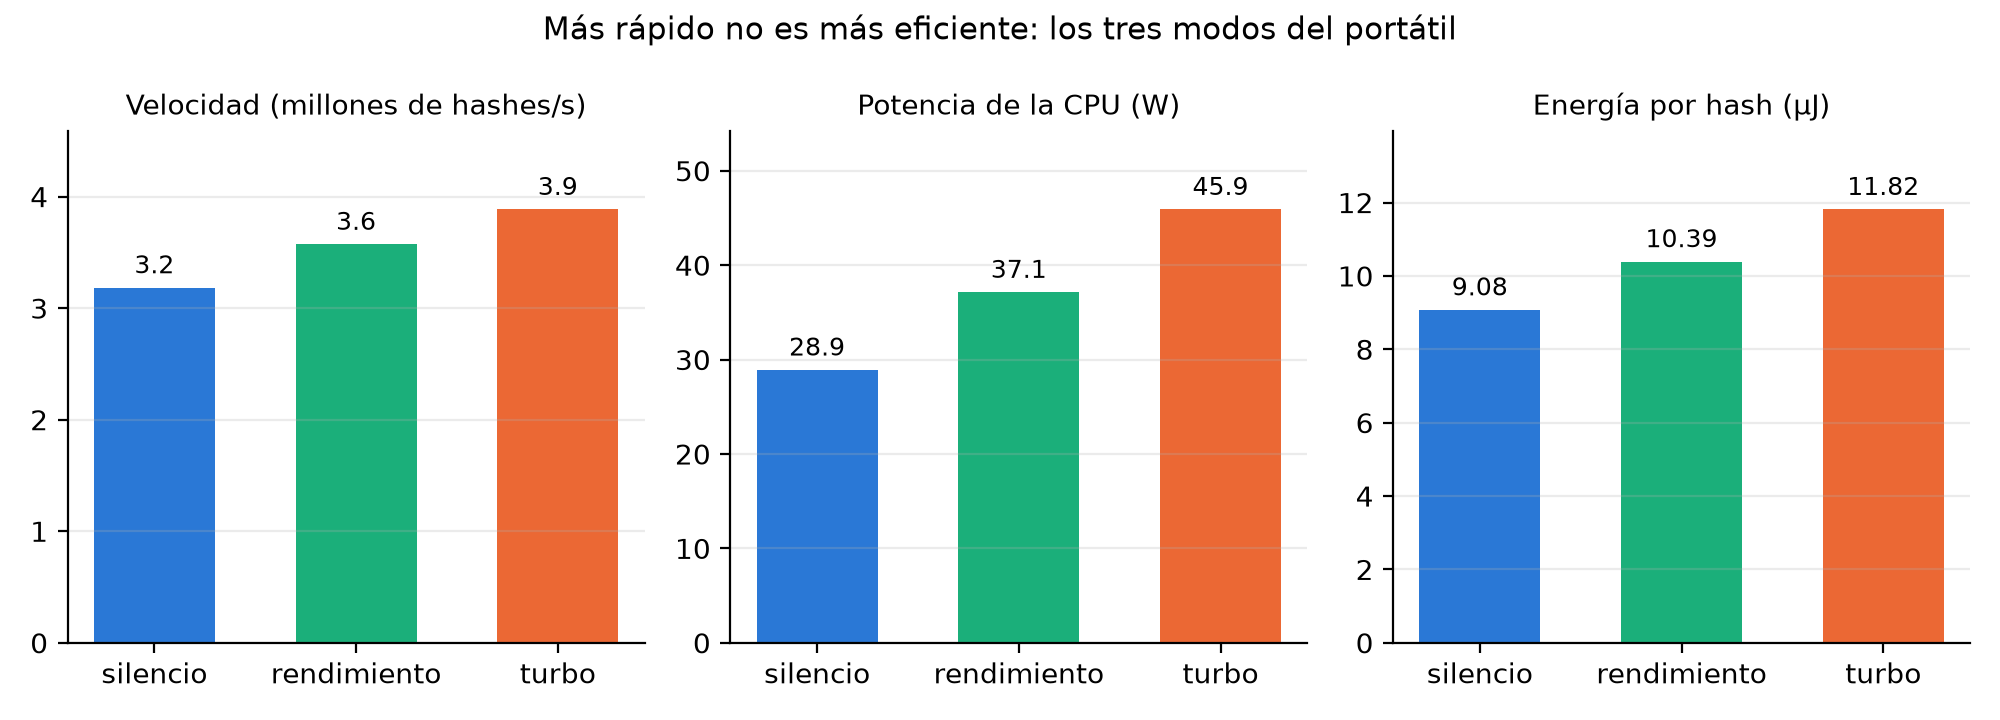 Más rápido no es más eficiente: los tres modos del portátil
Velocidad (millones de hashes/s)
4
3
2
1
0
3.2
3.6
3.9
silencio
rendimiento
turbo
Potencia de la CPU (W)
50
40
30
20
10
0
28.9
37.1
45.9
silencio
rendimiento
turbo
Energía por hash (µJ)
12
10
8
6
4
2
0
9.08
10.39
11.82
silencio
rendimiento
turbo